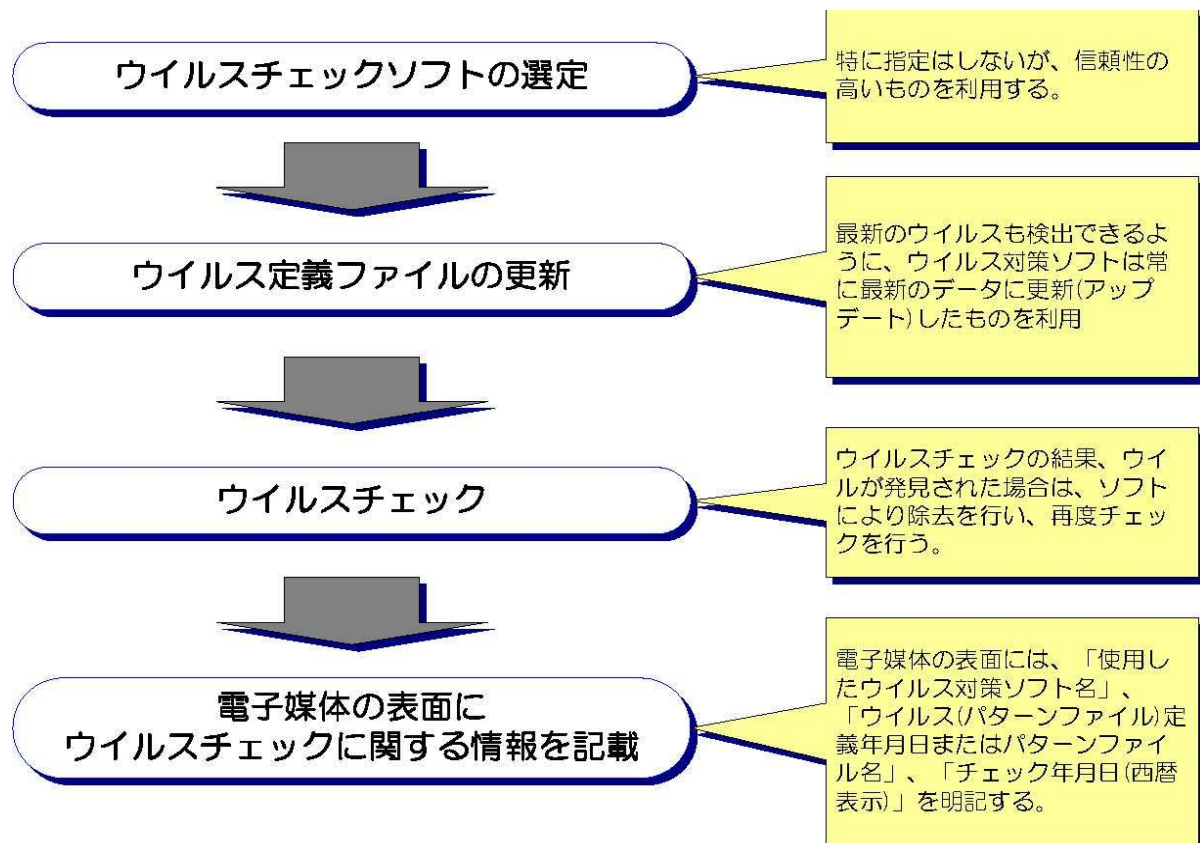 ウイルスチェックソフトの選定
特に指定はしないが、信頼性の
高いものを利用する。
ウイルス定義ファイルの更新
最新のウイルスも検出できるよ
うに、ウイルス対策ソフトは常
に最新のデータに更新(アップ
デート)したものを利用
ウイルスチェック
ウイルスチェックの結果、ウイ
ルが発見された場合は、ソフト
により除去を行い、再度チェッ
クを行う。
電子媒体の表面に
ウイルスチェックに関する情報を記載
電子媒体の表面には、「使用し
たウイルス対策ソフト名」、
「ウイルス(パターンファイル)定
義年月日またはパターンファイ
ル名」、「チェック年月日(西暦
表示)」を明記する。